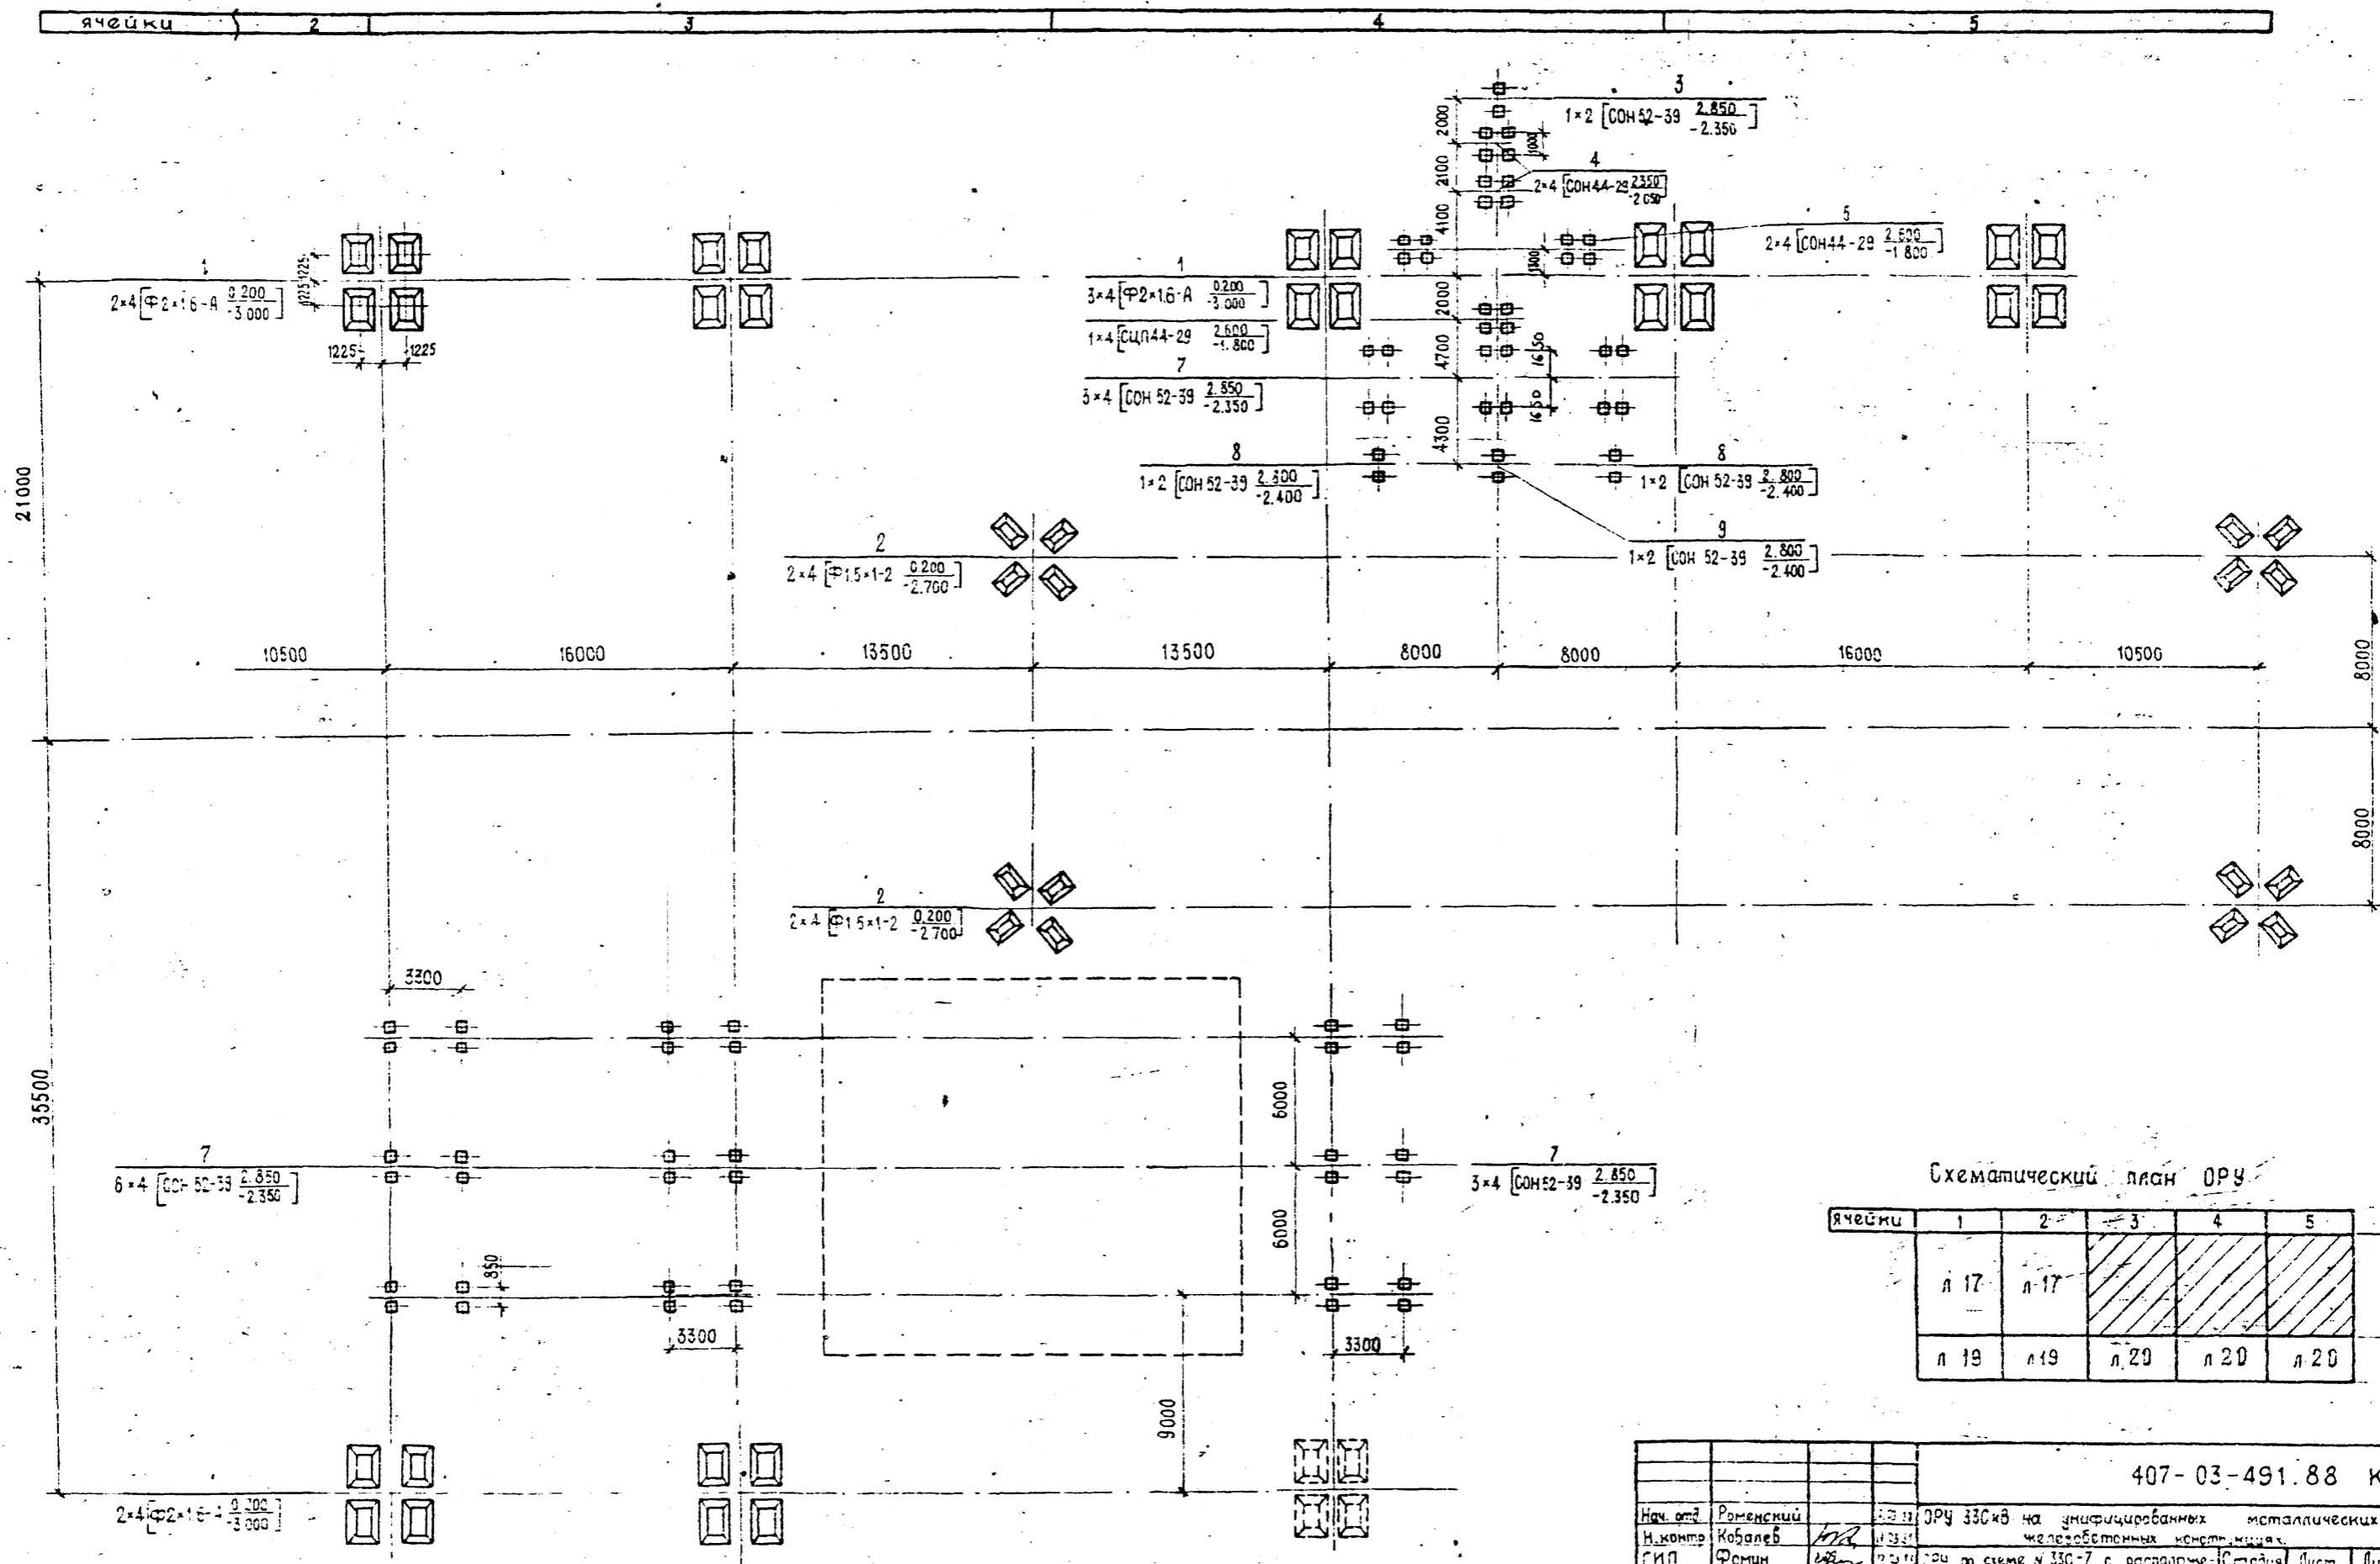 ячейки 2 3 4 5
3
1×2 [СОН 52-39 2.850 / -2.350]
2000
1000
4
2×4 [СОН44-29 2.350 / -2.050]
2100
4100
5
2×4 [СОН44-29 2.600 / -1.800]
1300
1
2×4 [Ф2×1.6-А 0.200 / -3.000]
1225
1225
1225
1225
1
3×4 [Ф2×1.6-А 0.200 / -3.000]
1×4 [СЦП44-29 2.600 / -1.800]
2000
4700
1650
1650
7
3×4 [СОН 52-39 2.850 / -2.350]
4300
8
1×2 [СОН 52-39 2.800 / -2.400]
8
1×2 [СОН 52-39 2.800 / -2.400]
9
1×2 [СОН 52-39 2.800 / -2.400]
21000
2
2×4 [Ф1.5×1-2 0.200 / -2.700]
10500 16000 13500 13500 8000 8000 16000 10500
8000
8000
2
2×4 [Ф1.5×1-2 0.200 / -2.700]
3300
35500
6000
6000
7
6×4 [СОН 52-39 2.850 / -2.350]
7
3×4 [СОН52-39 2.850 / -2.350]
850
3300
3300
9000
2×4 [Ф2×1.6-А 0.200 / -3.000]
Схематический план ОРУ
ячейки 1 2 3 4 5
л 17 л 17
л 19 л 19 л. 20 л 20 л. 20
407-03-491.88
Нач. отд. Роменский
Н.контр Ковалев
ГИП Фомин
ОРУ 330кВ на унифицированных металлических
железобетонных конструкциях
ОРУ по схеме N 330-7 с расположе- Стадия Лист